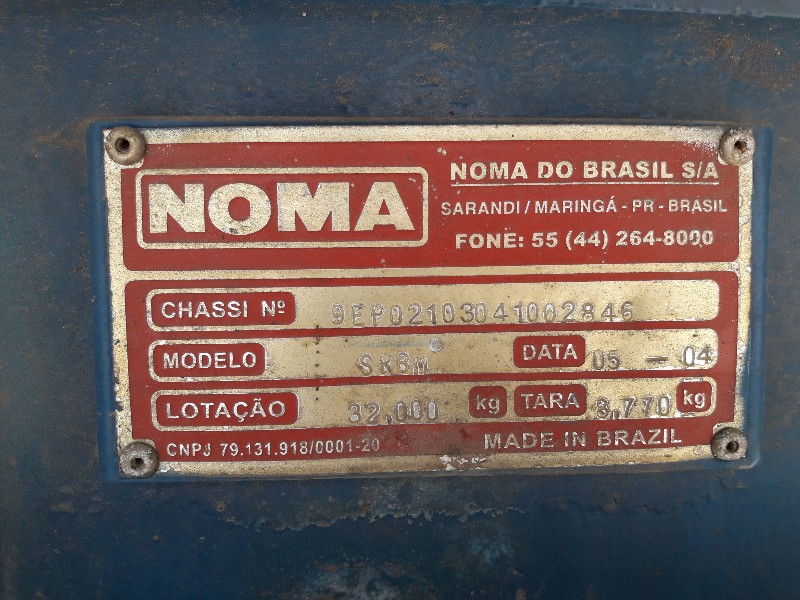 NOMA
NOMA DO BRASIL S/A
SARANDI / MARINGÁ - PR - BRASIL
FONE: 55 (44) 264-8000
CHASSI Nº 9EP02103041002846
MODELO DATA 05 - 04
LOTAÇÃO 32,000 kg TARA 8,770 kg
CNPJ 79.131.918/0001-20 MADE IN BRAZIL